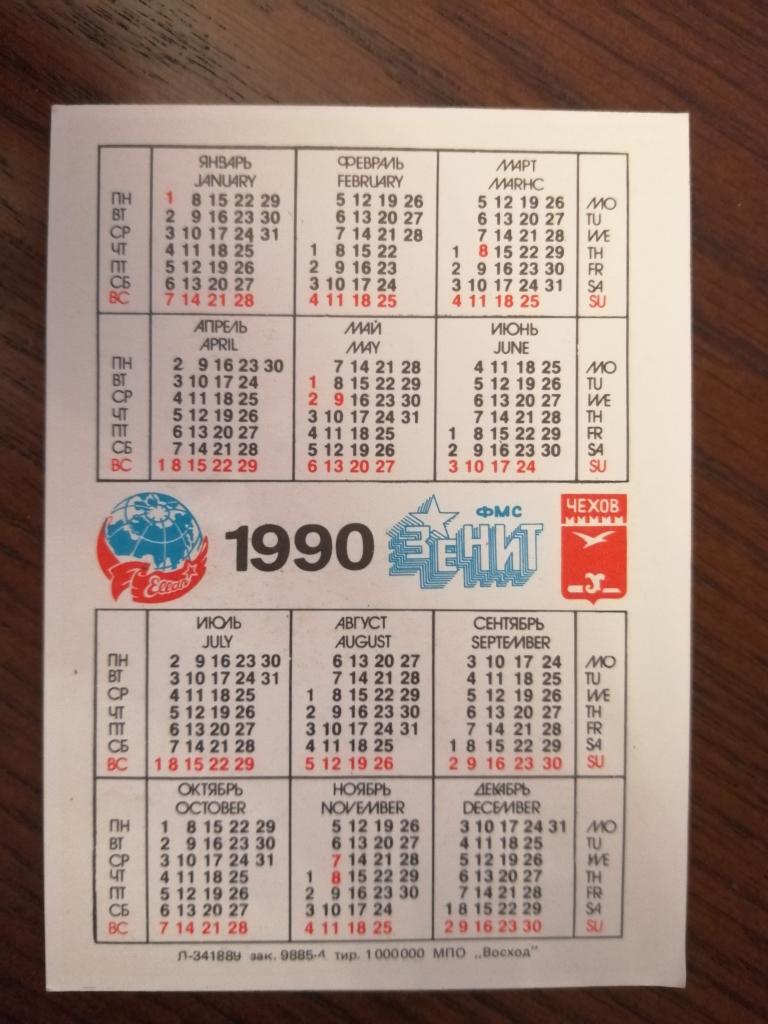 ЯНВАРЬ ФЕВРАЛЬ МАРТ
JANUARY FEBRUARY MARHC
ПН 1 8 15 22 29 5 12 19 26 5 12 19 26 MO
ВТ 2 9 16 23 30 6 13 20 27 6 13 20 27 TU
СР 3 10 17 24 31 7 14 21 28 7 14 21 28 WE
ЧТ 4 11 18 25 1 8 15 22 1 8 15 22 29 TH
ПТ 5 12 19 26 2 9 16 23 2 9 16 23 30 FR
СБ 6 13 20 27 3 10 17 24 3 10 17 24 31 SA
ВС 7 14 21 28 4 11 18 25 4 11 18 25 SU
АПРЕЛЬ МАЙ ИЮНЬ
APRIL MAY JUNE
ПН 2 9 16 23 30 7 14 21 28 4 11 18 25 MO
ВТ 3 10 17 24 1 8 15 22 29 5 12 19 26 TU
СР 4 11 18 25 2 9 16 23 30 6 13 20 27 WE
ЧТ 5 12 19 26 3 10 17 24 31 7 14 21 28 TH
ПТ 6 13 20 27 4 11 18 25 1 8 15 22 29 FR
СБ 7 14 21 28 5 12 19 26 2 9 16 23 30 SA
ВС 1 8 15 22 29 6 13 20 27 3 10 17 24 SU
Ellan 1990 ФМС ЗЕНИТ ЧЕХОВ
ИЮЛЬ АВГУСТ СЕНТЯБРЬ
JULY AUGUST SEPTEMBER
ПН 2 9 16 23 30 6 13 20 27 3 10 17 24 MO
ВТ 3 10 17 24 31 7 14 21 28 4 11 18 25 TU
СР 4 11 18 25 1 8 15 22 29 5 12 19 26 WE
ЧТ 5 12 19 26 2 9 16 23 30 6 13 20 27 TH
ПТ 6 13 20 27 3 10 17 24 31 7 14 21 28 FR
СБ 7 14 21 28 4 11 18 25 1 8 15 22 29 SA
ВС 1 8 15 22 29 5 12 19 26 2 9 16 23 30 SU
ОКТЯБРЬ НОЯБРЬ ДЕКАБРЬ
OCTOBER NOVEMBER DECEMBER
ПН 1 8 15 22 29 5 12 19 26 3 10 17 24 31 MO
ВТ 2 9 16 23 30 6 13 20 27 4 11 18 25 TU
СР 3 10 17 24 31 7 14 21 28 5 12 19 26 WE
ЧТ 4 11 18 25 1 8 15 22 29 6 13 20 27 TH
ПТ 5 12 19 26 2 9 16 23 30 7 14 21 28 FR
СБ 6 13 20 27 3 10 17 24 1 8 15 22 29 SA
ВС 7 14 21 28 4 11 18 25 2 9 16 23 30 SU
Л-341889 зак. 9885-4 тир. 1 000 000 МПО „Восход"